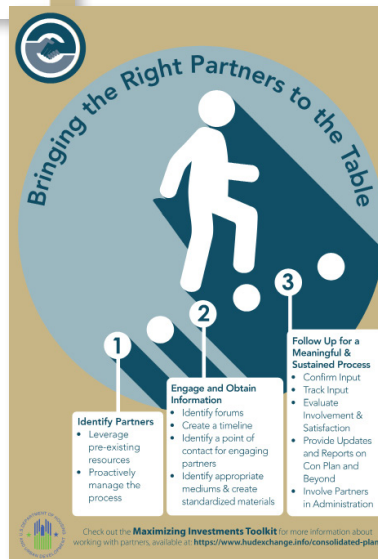 Bringing the Right Partners to the Table
1
Identify Partners
• Leverage
pre-existing
resources
• Proactively
manage the
process
2
Engage and Obtain
Information
• Identify forums
• Create a timeline
• Identify a point of
contact for engaging
partners
• Identify appropriate
mediums & create
standardized materials
3
Follow Up for a
Meaningful &
Sustained Process
• Confirm Input
• Track Input
• Evaluate
Involvement &
Satisfaction
• Provide Updates
and Reports on
Con Plan and
Beyond
• Involve Partners
in Administration
Check out the Maximizing Investments Toolkit for more information about
working with partners, available at: https://www.hudexchange.info/consolidated-plan